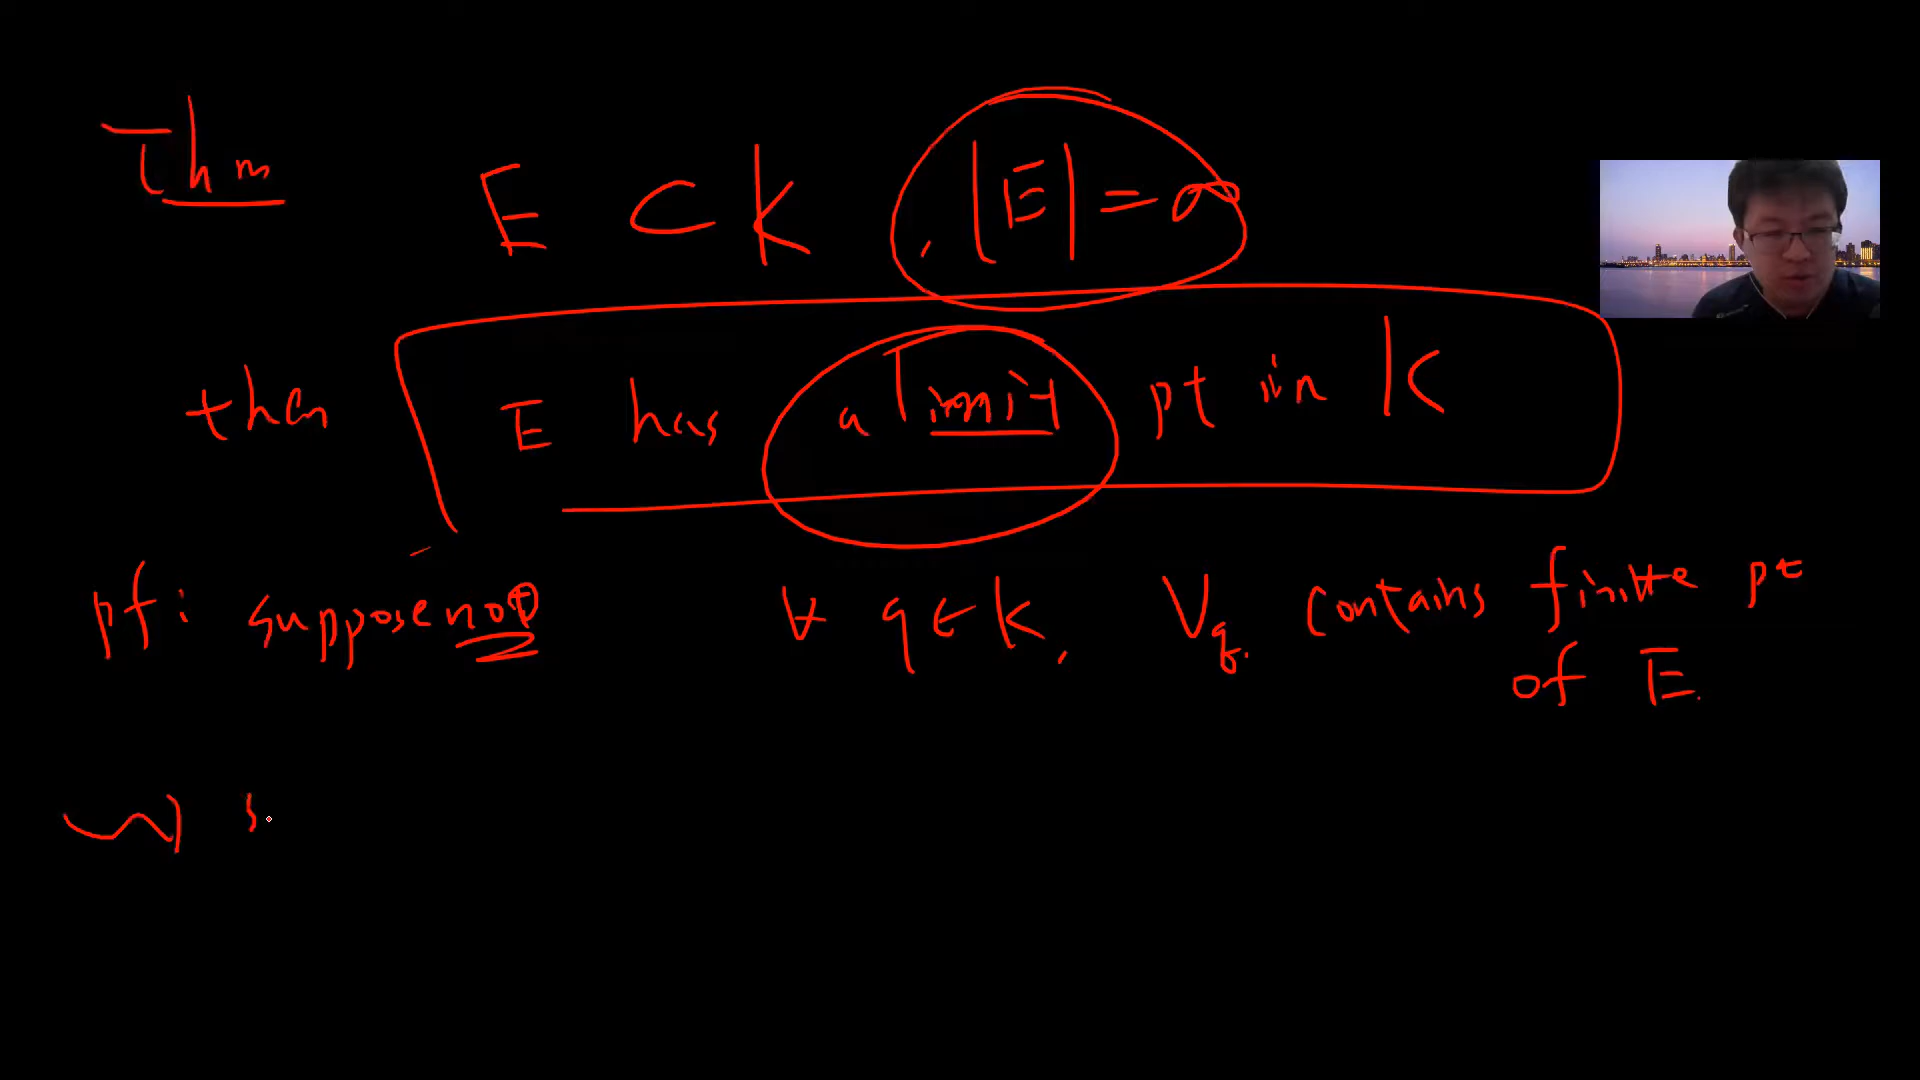 Thm E ⊂ K, |E| = ∞
then E has a limit pt in K
pf: suppose not ∀ q ∈ K, V_q. contains finite pt
of E.
⇝ s